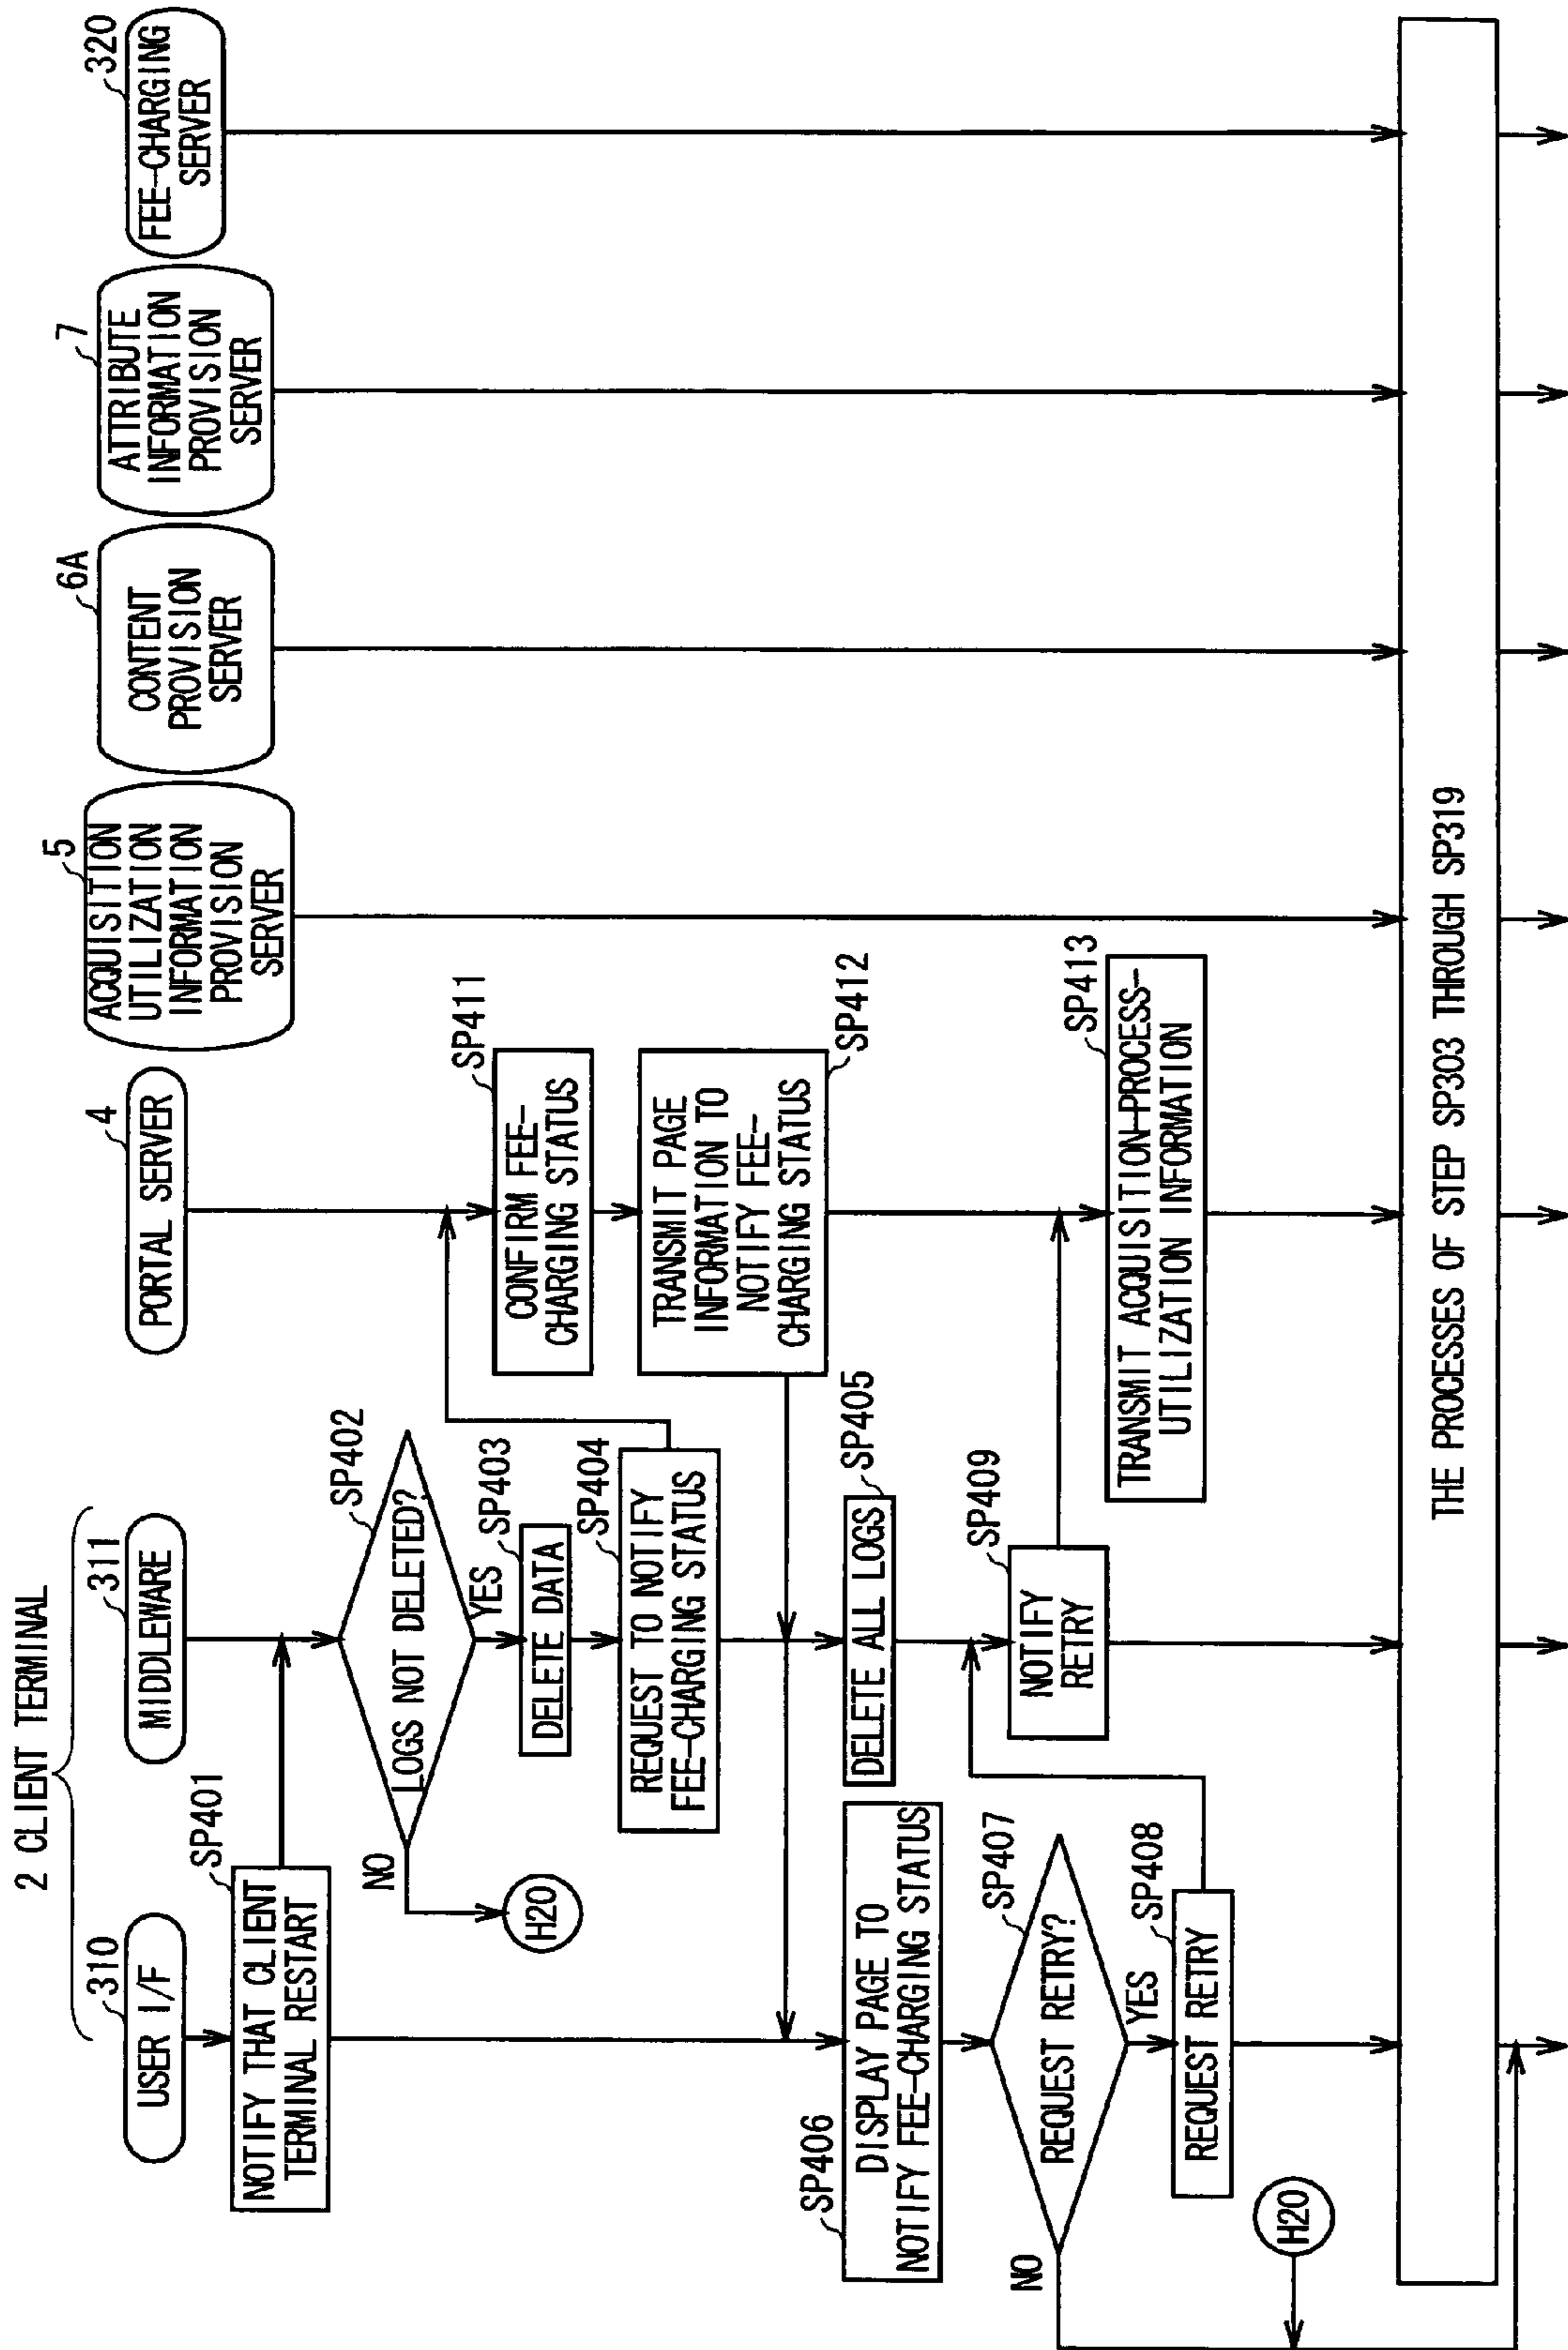 2 CLIENT TERMINAL
310
USER I/F
311
MIDDLEWARE
4
PORTAL SERVER
5
ACQUISITION
UTILIZATION
INFORMATION
PROVISION
SERVER
6A
CONTENT
PROVISION
SERVER
7
ATTRIBUTE
INFORMATION
PROVISION
SERVER
320
FEE-CHARGING
SERVER
SP401
NOTIFY THAT CLIENT
TERMINAL RESTART
SP402
LOGS NOT DELETED?
NO
YES
H20
SP403
DELETE DATA
SP404
REQUEST TO NOTIFY
FEE-CHARGING STATUS
SP411
CONFIRM FEE-
CHARGING STATUS
SP412
TRANSMIT PAGE
INFORMATION TO
NOTIFY FEE-
CHARGING STATUS
SP405
DELETE ALL LOGS
SP406
DISPLAY PAGE TO
NOTIFY FEE-CHARGING STATUS
SP407
REQUEST RETRY?
NO
YES
SP408
REQUEST RETRY
SP409
NOTIFY
RETRY
SP413
TRANSMIT ACQUISITION-PROCESS-
UTILIZATION INFORMATION
H20
THE PROCESSES OF STEP SP303 THROUGH SP319